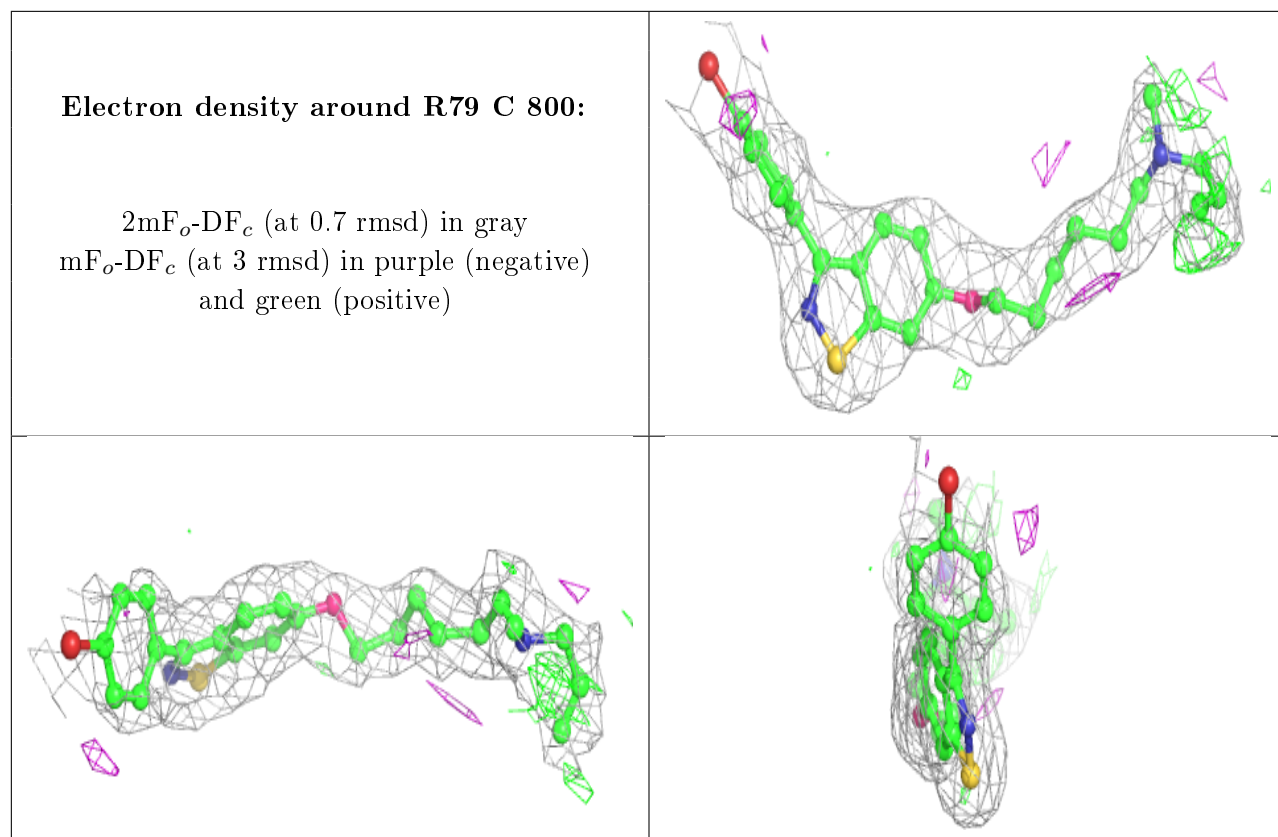 Electron density around R79 C 800:
2mFo-DFc (at 0.7 rmsd) in gray
mFo-DFc (at 3 rmsd) in purple (negative)
and green (positive)